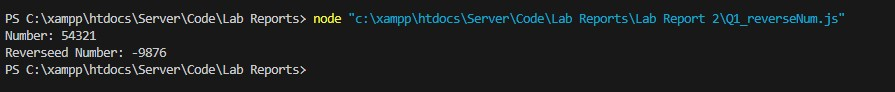 PS C:\xampp\htdocs\Server\Code\Lab Reports> node "c:\xampp\htdocs\Server\Code\Lab Reports\Lab Report 2\Q1_reverseNum.js"
Number: 54321
Reverseed Number: -9876
PS C:\xampp\htdocs\Server\Code\Lab Reports>